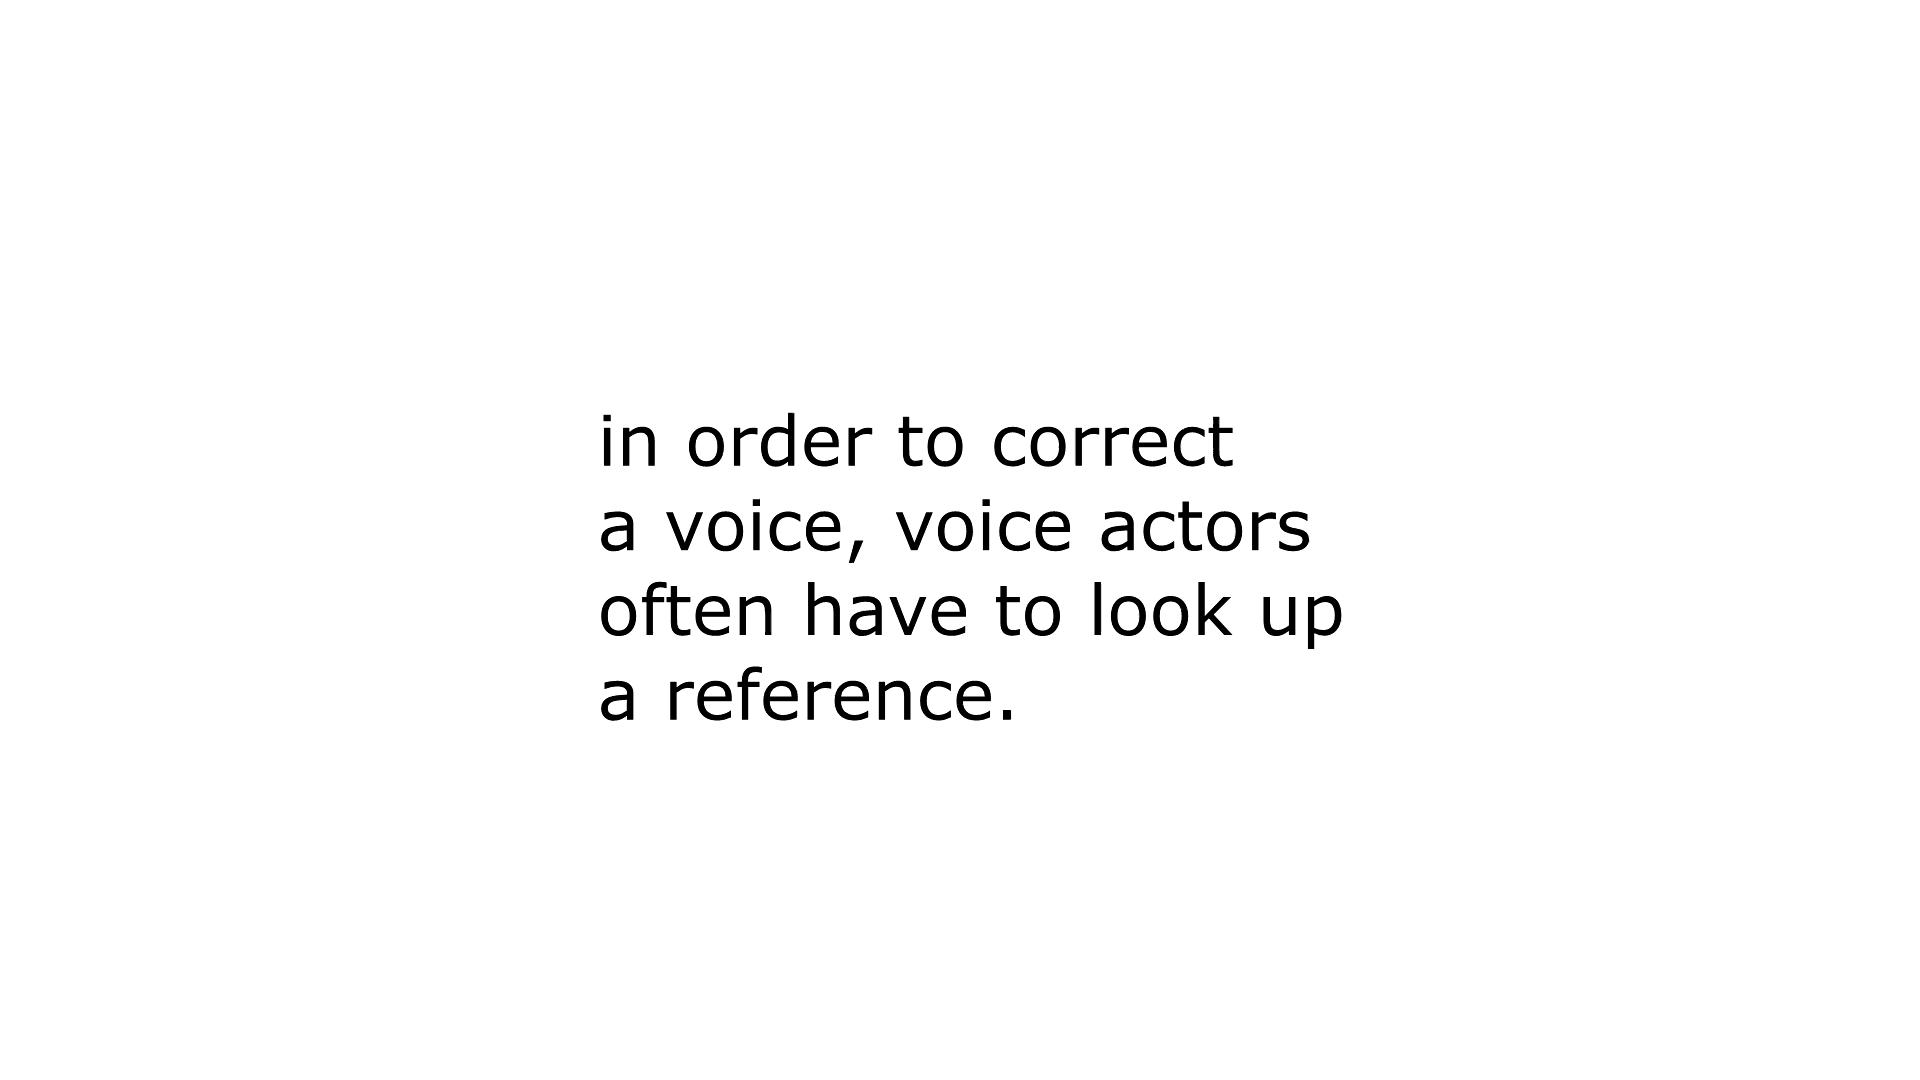 in order to correct
a voice, voice actors
often have to look up
a reference.